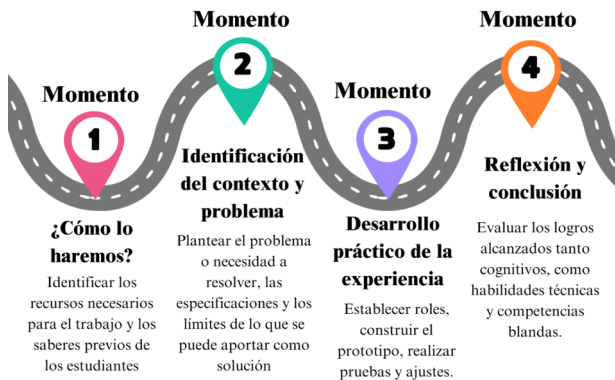 Momento
1
¿Cómo lo
haremos?
Identificar los
recursos necesarios
para el trabajo y los
saberes previos de
los estudiantes
Momento
2
Identificación
del contexto y
problema
Plantear el problema
o necesidad a
resolver, las
especificaciones y los
límites de lo que se
puede aportar como
solución
Momento
3
Desarrollo
práctico de la
experiencia
Establecer roles,
construir el
prototipo, realizar
pruebas y ajustes.
Momento
4
Reflexión y
conclusión
Evaluar los logros
alcanzados tanto
cognitivos, como
habilidades técnicas
y competencias
blandas.